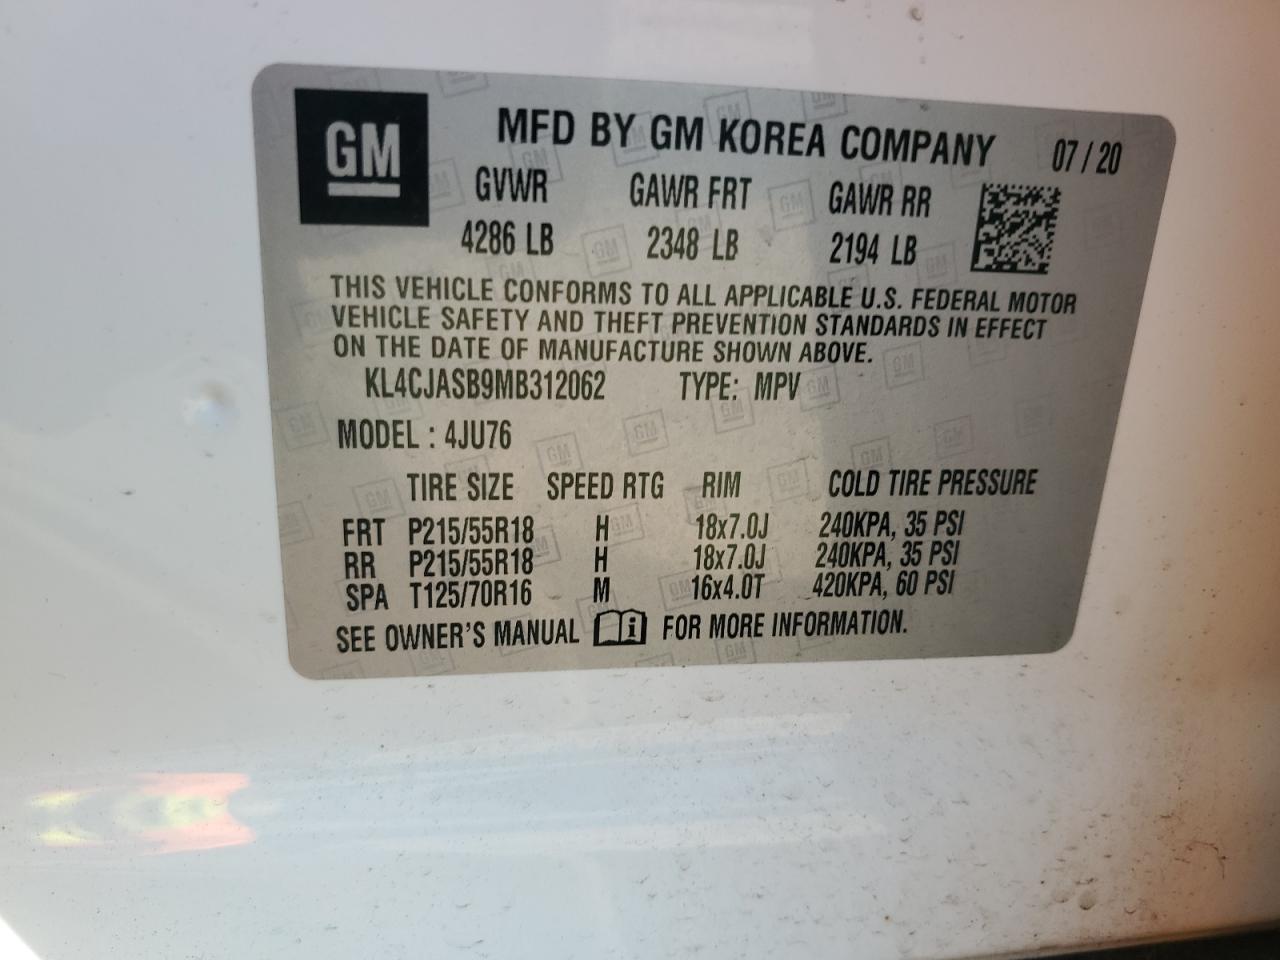 GM
MFD BY GM KOREA COMPANY 07/20
GVWR GAWR FRT GAWR RR
4286 LB 2348 LB 2194 LB
THIS VEHICLE CONFORMS TO ALL APPLICABLE U.S. FEDERAL MOTOR
VEHICLE SAFETY AND THEFT PREVENTION STANDARDS IN EFFECT
ON THE DATE OF MANUFACTURE SHOWN ABOVE.
KL4CJASB9MB312062 TYPE: MPV
MODEL : 4JU76
TIRE SIZE SPEED RTG RIM COLD TIRE PRESSURE
FRT P215/55R18 H 18x7.0J 240KPA, 35 PSI
RR P215/55R18 H 18x7.0J 240KPA, 35 PSI
SPA T125/70R16 M 16x4.0T 420KPA, 60 PSI
SEE OWNER'S MANUAL i FOR MORE INFORMATION.